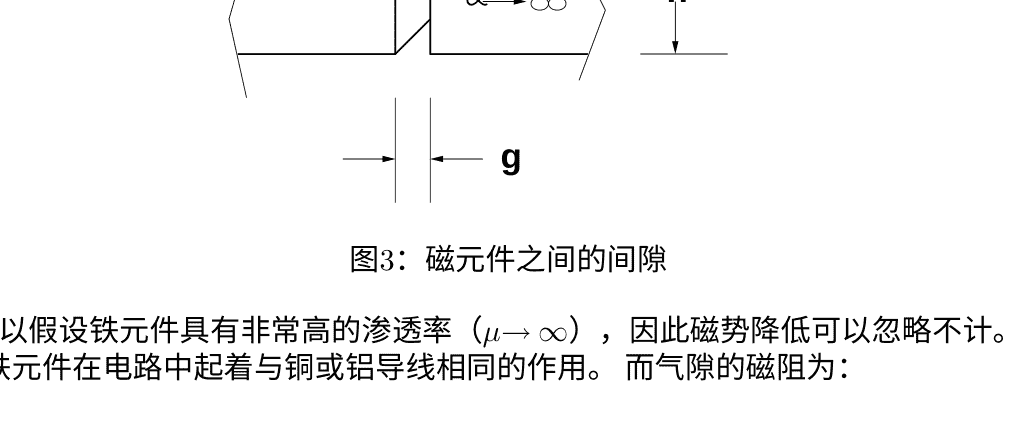 g
图3：磁元件之间的间隙
以假设铁元件具有非常高的渗透率（μ→ ∞），因此磁势降低可以忽略不计。
元件在电路中起着与铜或铝导线相同的作用。 而气隙的磁阻为：